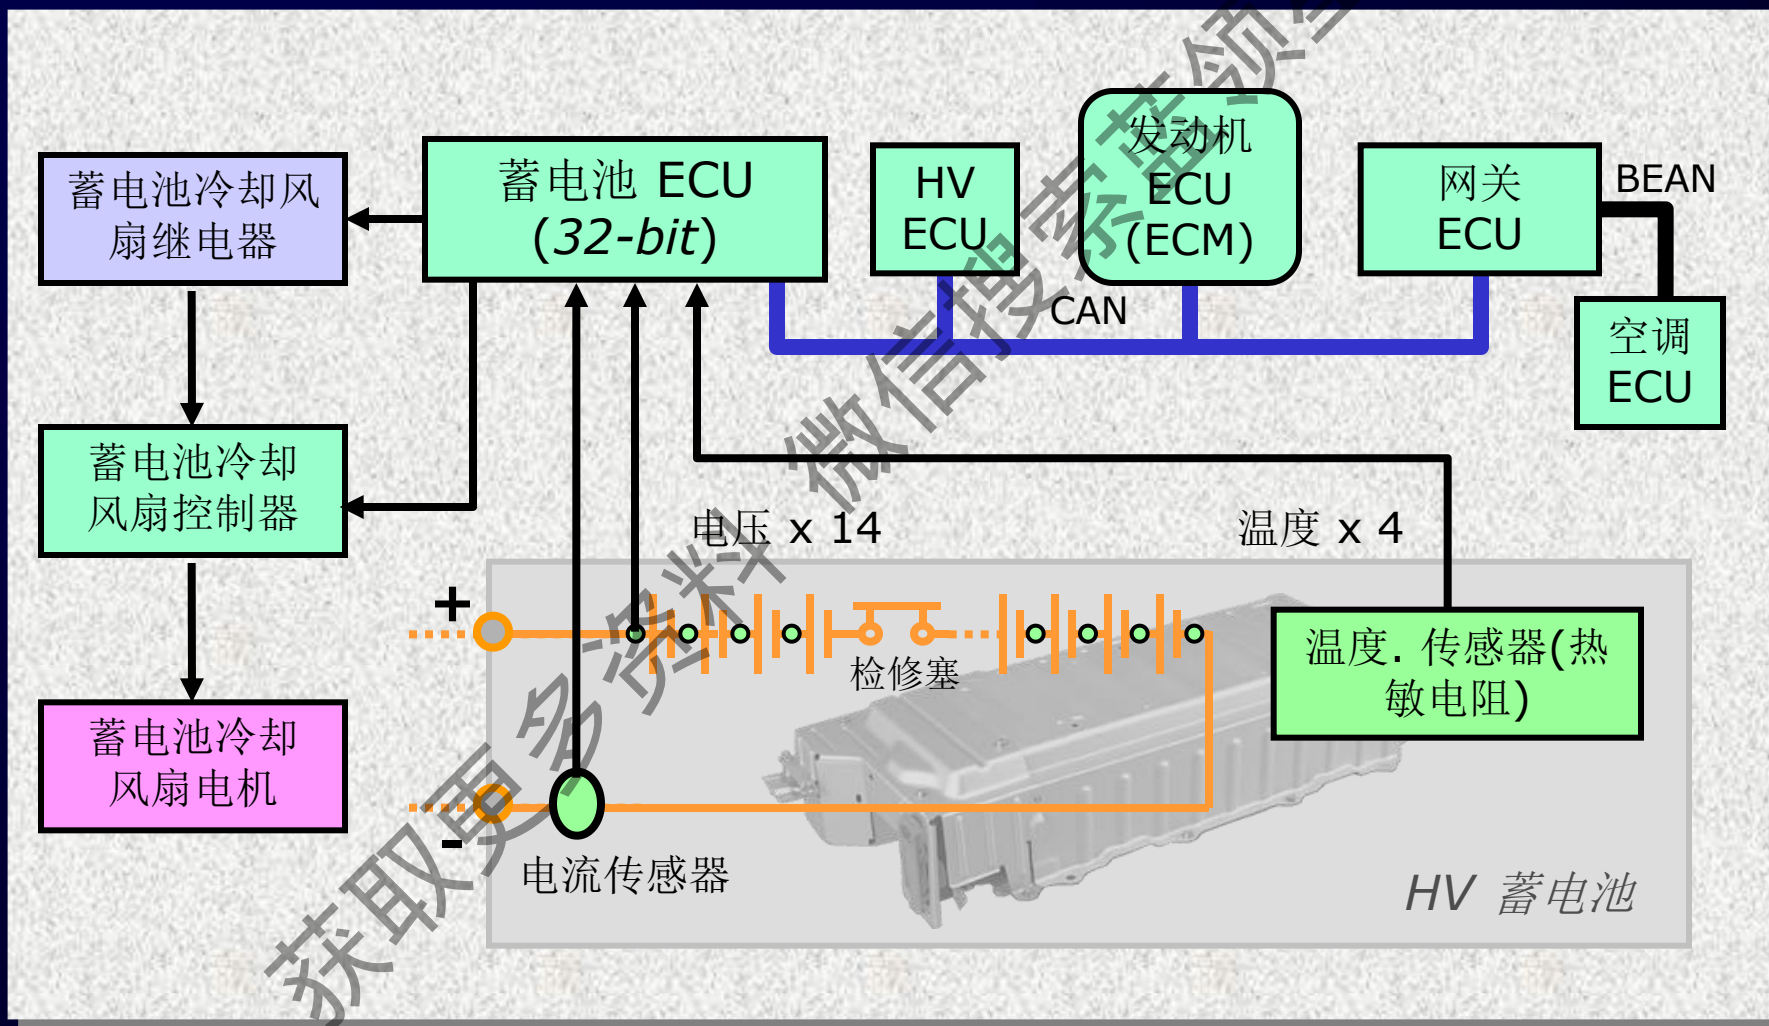 蓄电池冷却风
扇继电器
蓄电池 ECU
(32-bit)
HV
ECU
发动机
ECU
(ECM)
网关
ECU
BEAN
CAN
空调
ECU
蓄电池冷却
风扇控制器
电压 x 14
温度 x 4
+
检修塞
温度. 传感器(热
敏电阻)
蓄电池冷却
风扇电机
-
电流传感器
HV 蓄电池
获取更多资料 微信搜索蓝领星